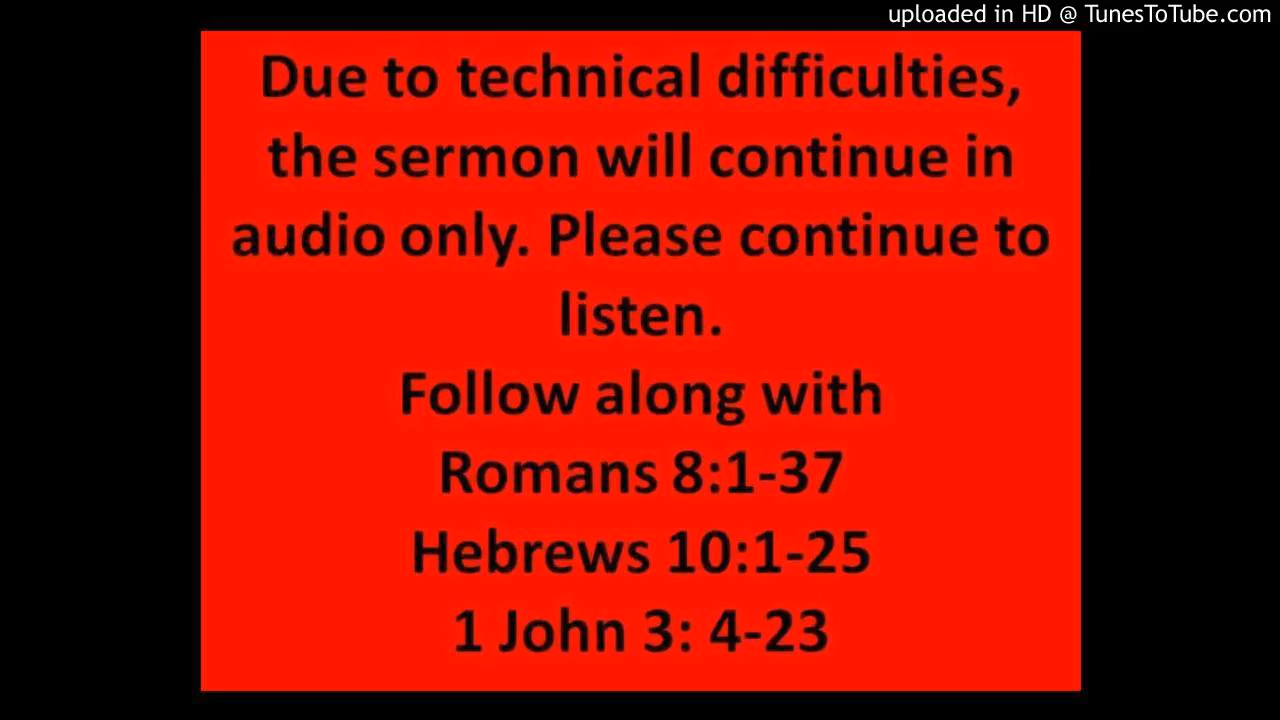 uploaded in HD @ TunesToTube.com
Due to technical difficulties,
the sermon will continue in
audio only. Please continue to
listen.
Follow along with
Romans 8:1-37
Hebrews 10:1-25
1 John 3: 4-23